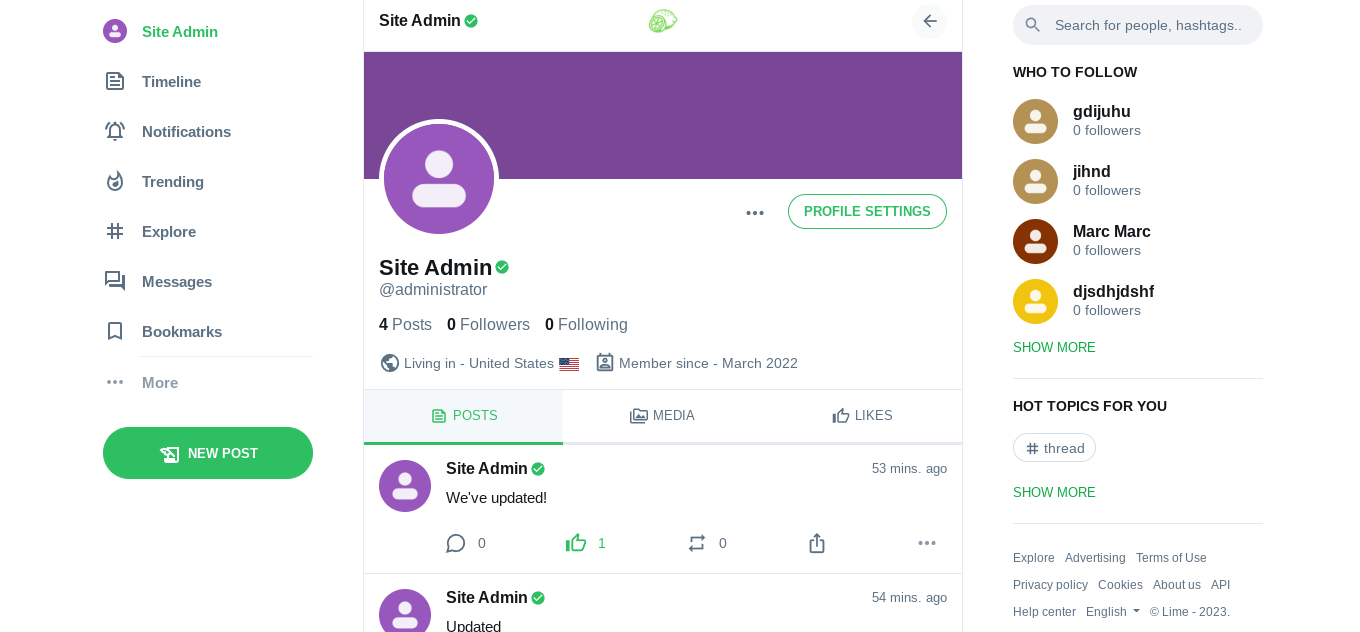 Site Admin
Timeline
Notifications
Trending
Explore
Messages
Bookmarks
More
NEW POST
Site Admin
PROFILE SETTINGS
Site Admin
@administrator
4 Posts 0 Followers 0 Following
Living in - United States Member since - March 2022
POSTS MEDIA LIKES
Site Admin 53 mins. ago
We've updated!
0 1 0
Site Admin 54 mins. ago
Updated
Search for people, hashtags..
WHO TO FOLLOW
gdijuhu
0 followers
jihnd
0 followers
Marc Marc
0 followers
djsdhjdshf
0 followers
SHOW MORE
HOT TOPICS FOR YOU
# thread
SHOW MORE
Explore Advertising Terms of Use
Privacy policy Cookies About us API
Help center English © Lime - 2023.